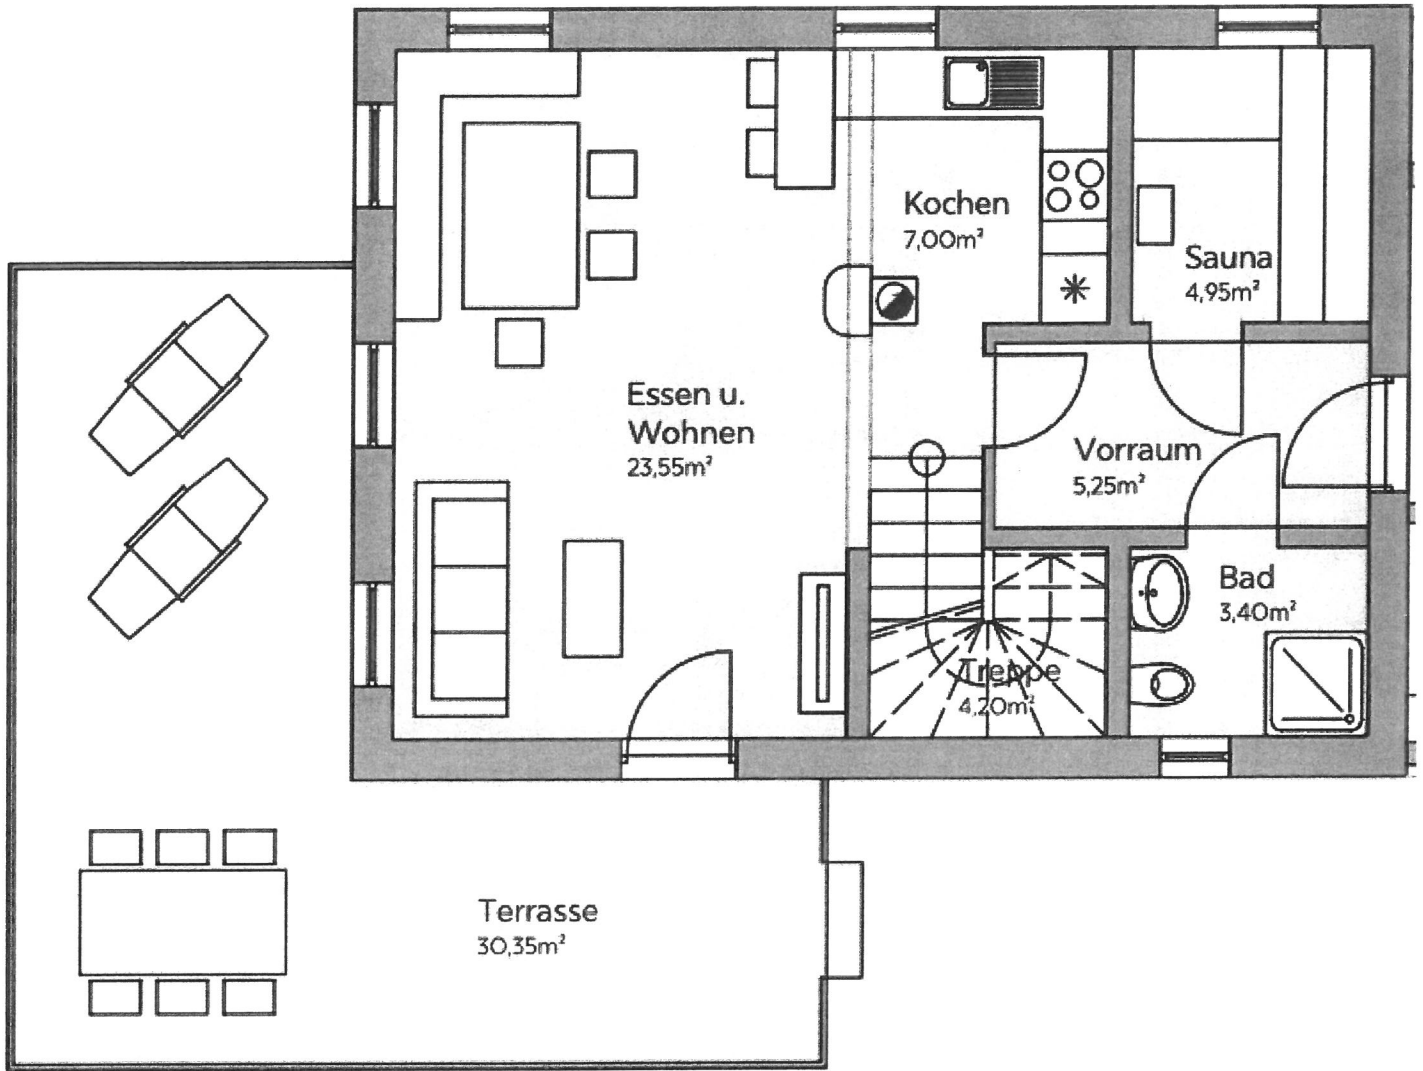 Kochen
7,00m²
Sauna
4,95m²
Essen u.
Wohnen
23,55m²
Vorraum
5,25m²
Bad
3,40m²
Treppe
4,20m²
Terrasse
30,35m²